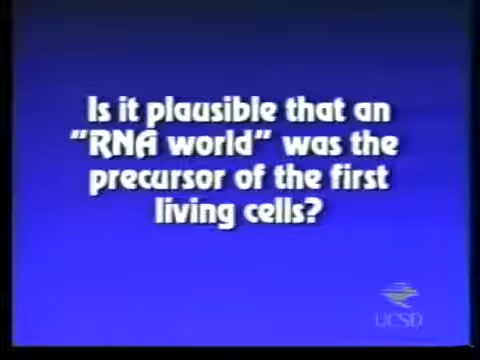 Is it plausible that an
"RNA world" was the
precursor of the first
living cells?
UCSD